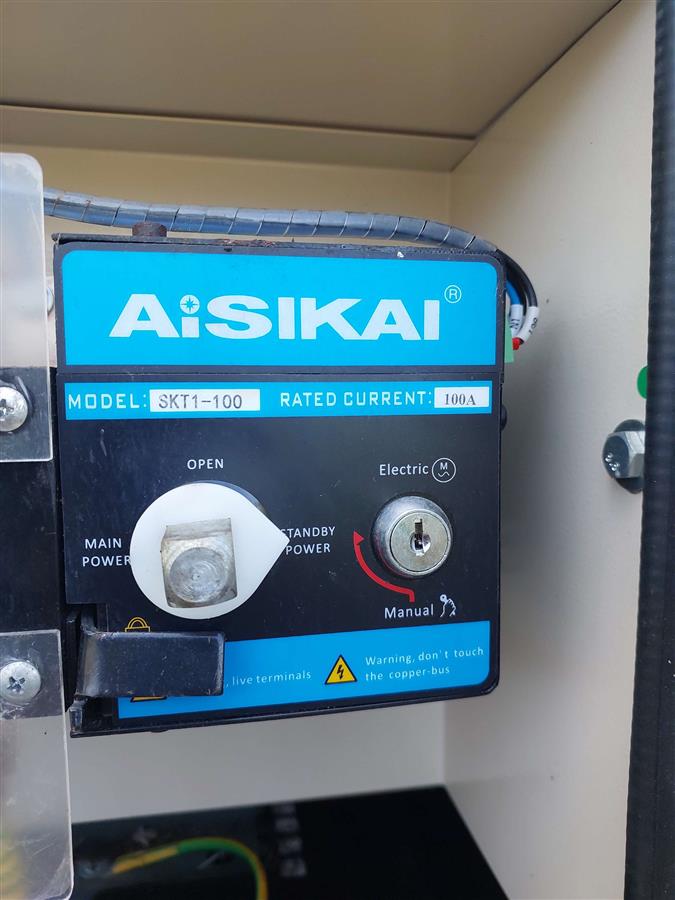 AiSIKAI ®
MODEL: SKT1-100 RATED CURRENT: 100A
OPEN
Electric M
MAIN
POWER
STANDBY
POWER
Manual
, live terminals
Warning, don't touch
the copper-bus